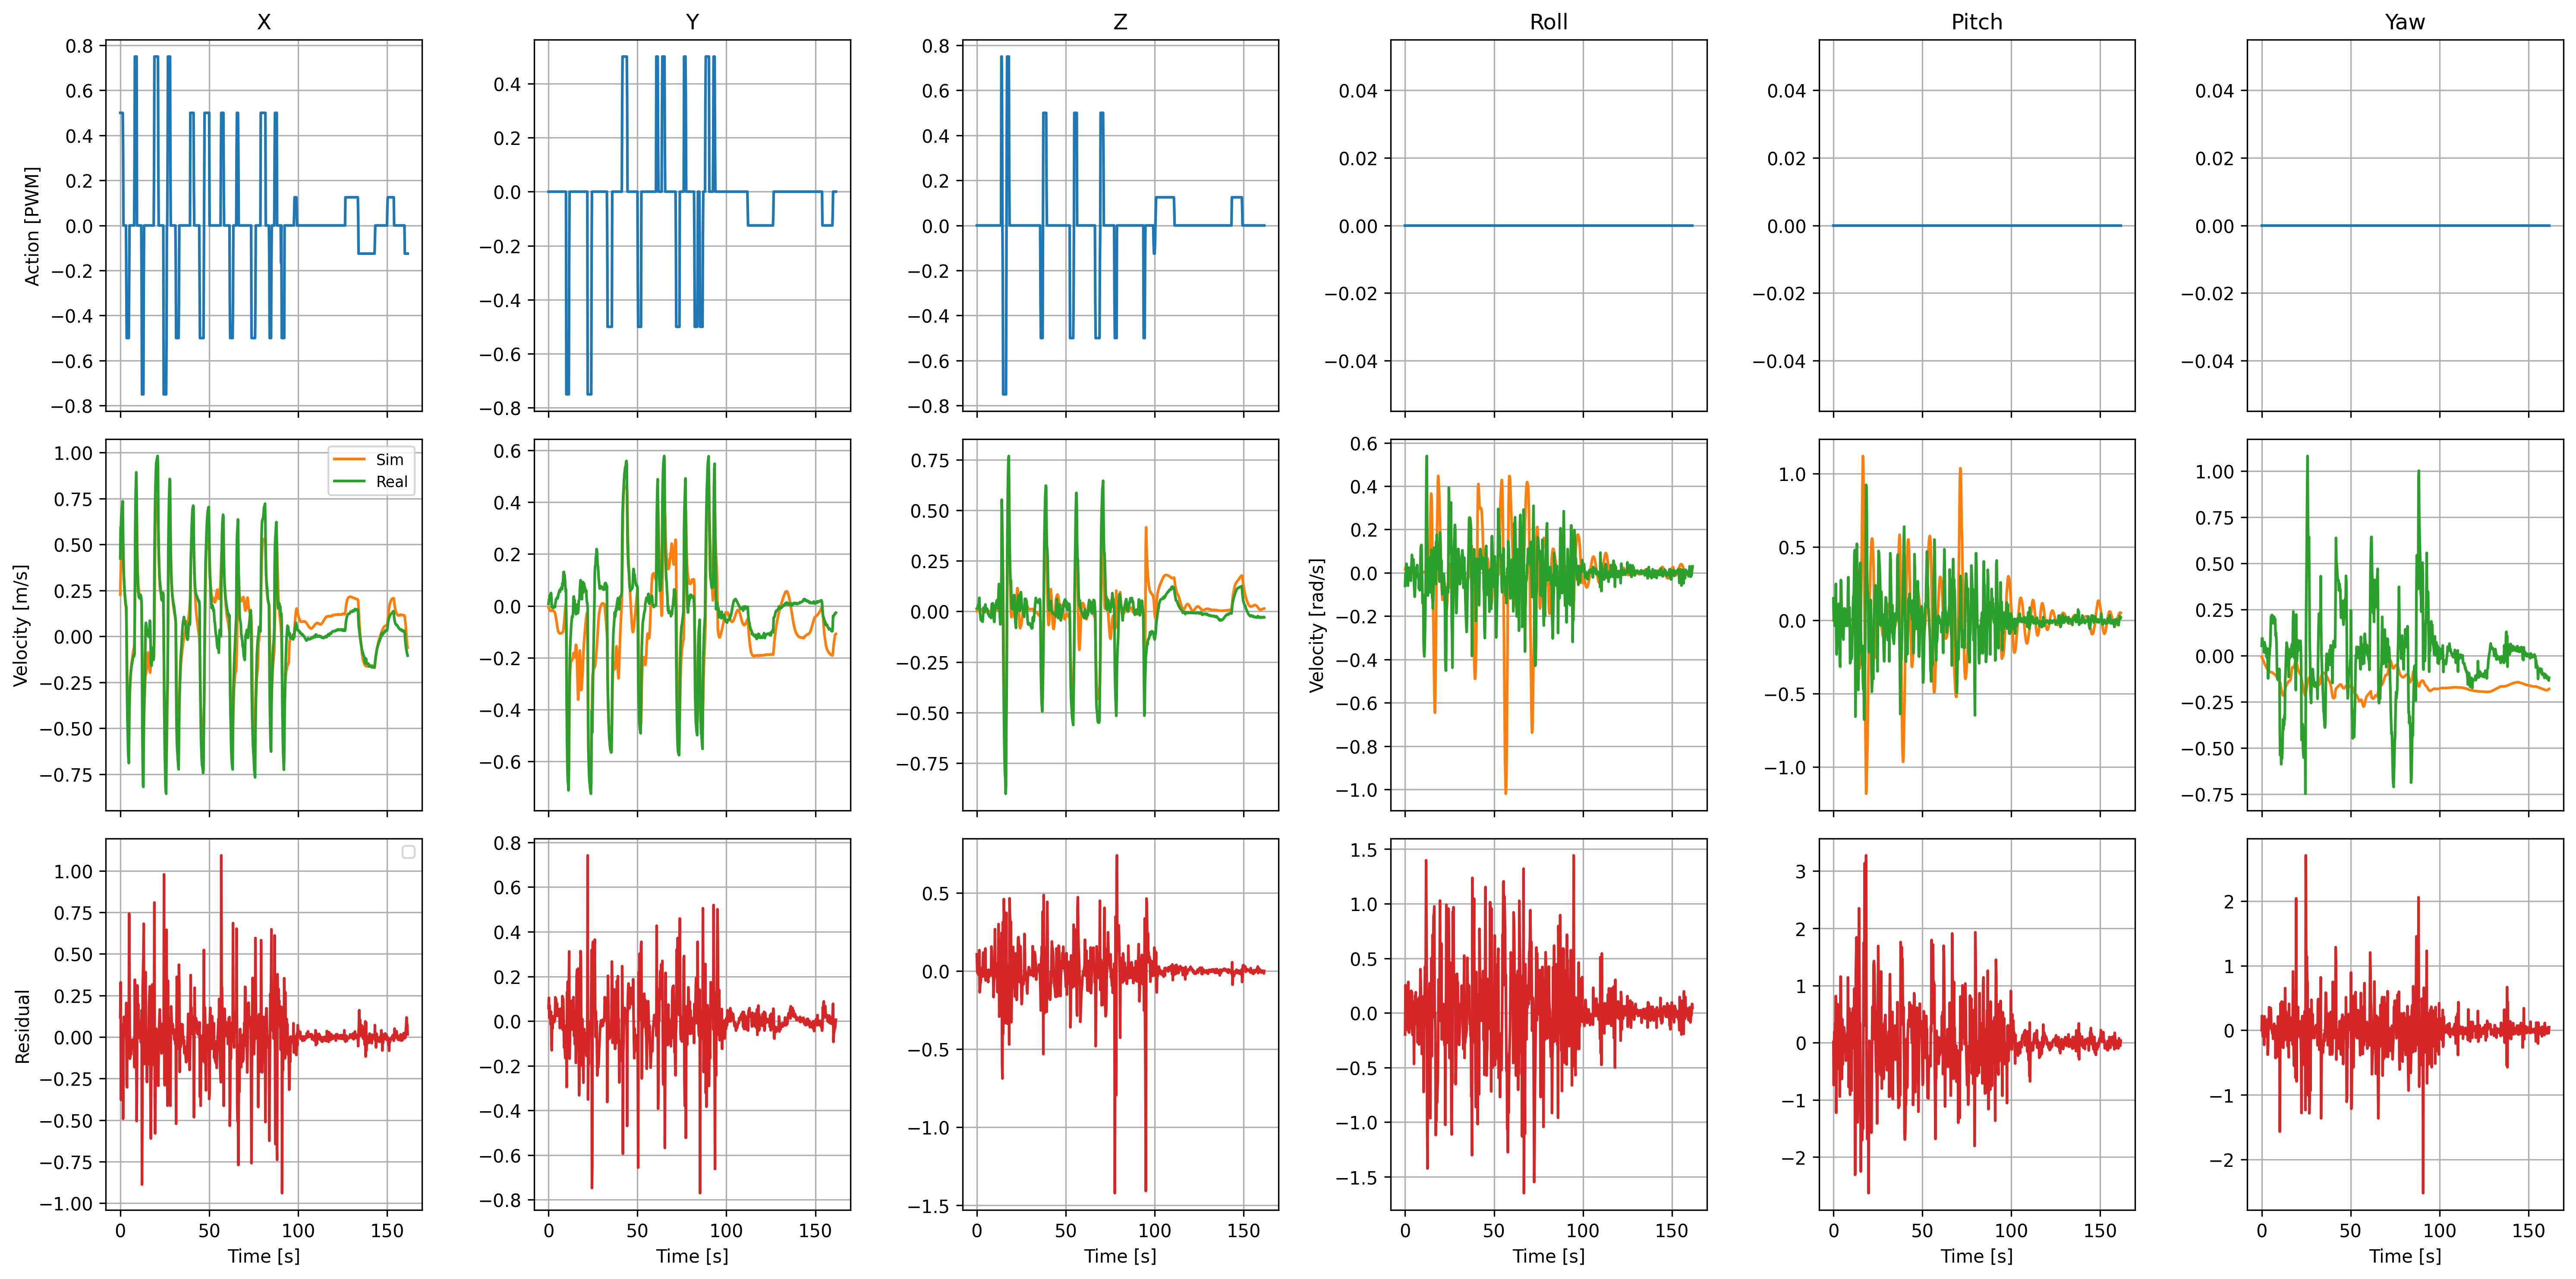 X Y Z Roll Pitch Yaw
Action [PWM]
0.8 0.6 0.4 0.2 0.0 −0.2 −0.4 −0.6 −0.8
0.4 0.2 0.0 −0.2 −0.4 −0.6 −0.8
0.8 0.6 0.4 0.2 0.0 −0.2 −0.4 −0.6 −0.8
0.04 0.02 0.00 −0.02 −0.04
0.04 0.02 0.00 −0.02 −0.04
0.04 0.02 0.00 −0.02 −0.04
Velocity [m/s]
1.00 0.75 0.50 0.25 0.00 −0.25 −0.50 −0.75
Sim
Real
0.6 0.4 0.2 0.0 −0.2 −0.4 −0.6
0.75 0.50 0.25 0.00 −0.25 −0.50 −0.75
Velocity [rad/s]
0.6 0.4 0.2 0.0 −0.2 −0.4 −0.6 −0.8 −1.0
1.0 0.5 0.0 −0.5 −1.0
1.00 0.75 0.50 0.25 0.00 −0.25 −0.50 −0.75
Residual
1.00 0.75 0.50 0.25 0.00 −0.25 −0.50 −0.75 −1.00
0.8 0.6 0.4 0.2 0.0 −0.2 −0.4 −0.6 −0.8
0.5 0.0 −0.5 −1.0 −1.5
1.5 1.0 0.5 0.0 −0.5 −1.0 −1.5
3 2 1 0 −1 −2
2 1 0 −1 −2
0 50 100 150 0 50 100 150 0 50 100 150 0 50 100 150 0 50 100 150 0 50 100 150
Time [s] Time [s] Time [s] Time [s] Time [s] Time [s]